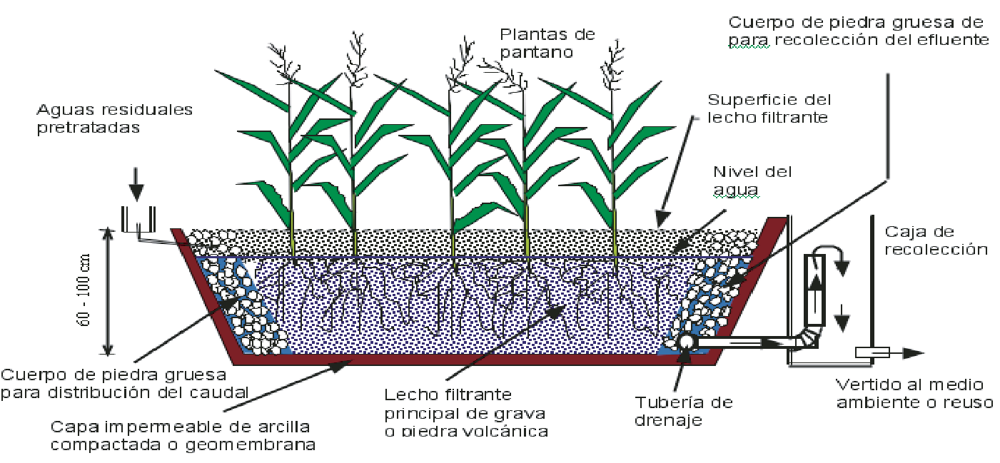 Cuerpo de piedra gruesa de
para recolección del efluente
Plantas de
pantano
Aguas residuales
pretratadas
Superficie del
lecho filtrante
Nivel del
agua
Caja de
recolección
60 - 100 cm
Cuerpo de piedra gruesa
para distribución del caudal
Capa impermeable de arcilla
compactada o geomembrana
Lecho filtrante
principal de grava
o piedra volcánica
Tubería de
drenaje
Vertido al medio
ambiente o reuso